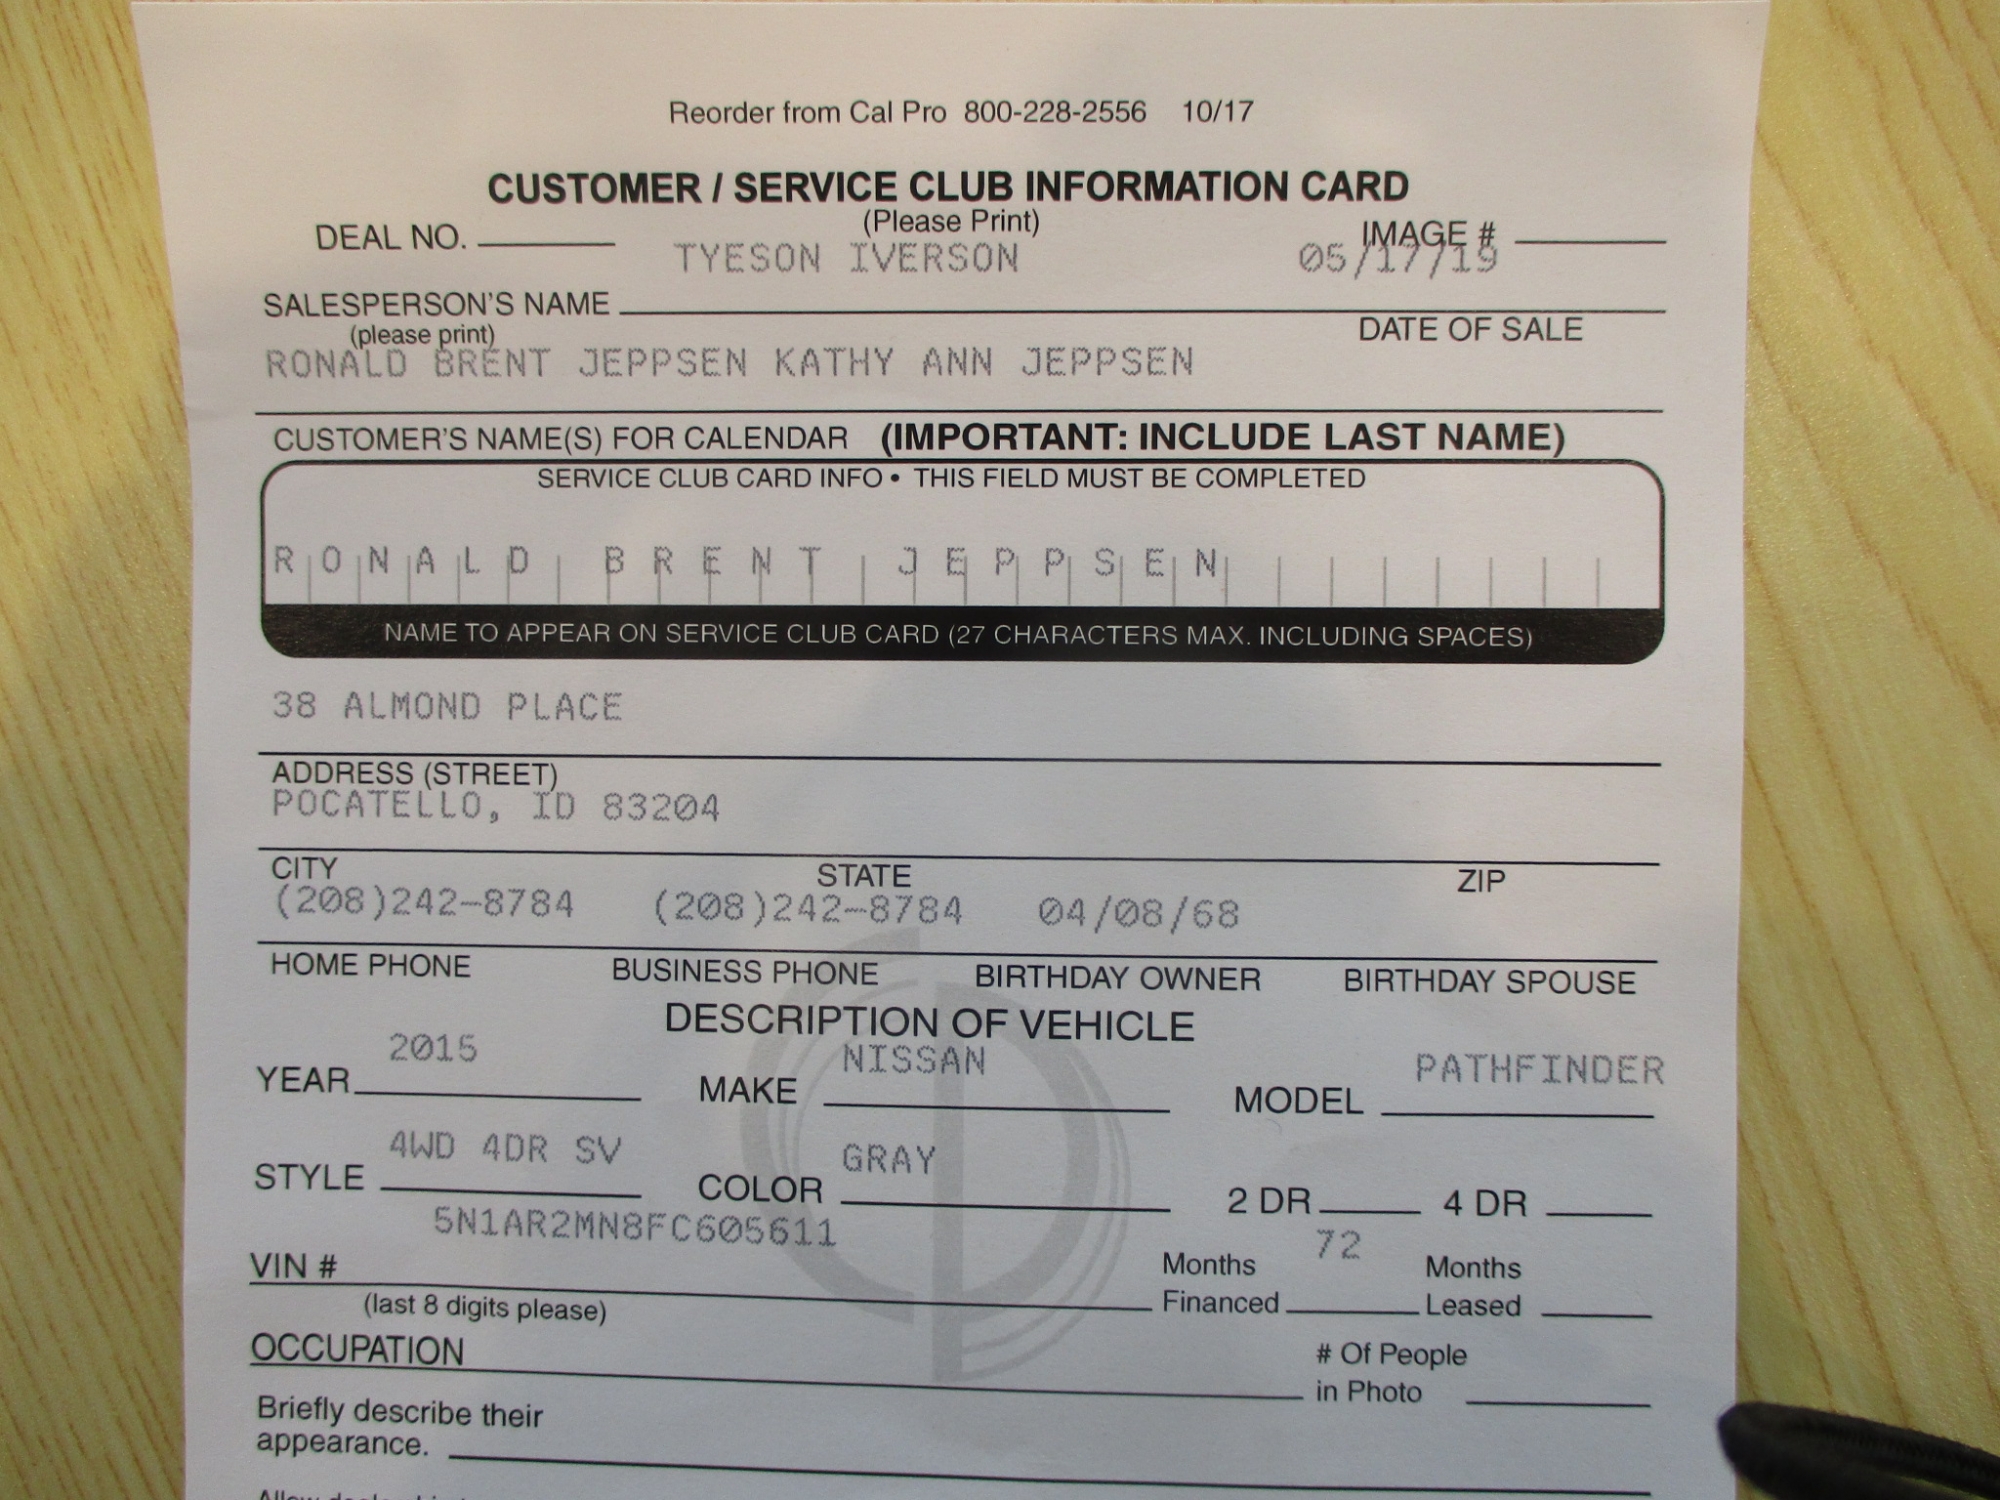 Reorder from Cal Pro 800-228-2556 10/17
CUSTOMER / SERVICE CLUB INFORMATION CARD
(Please Print)
DEAL NO. IMAGE #
TYESON IVERSON 05/17/19
SALESPERSON'S NAME
(please print) DATE OF SALE
RONALD BRENT JEPPSEN KATHY ANN JEPPSEN
CUSTOMER'S NAME(S) FOR CALENDAR (IMPORTANT: INCLUDE LAST NAME)
SERVICE CLUB CARD INFO • THIS FIELD MUST BE COMPLETED
RONALD BRENT JEPPSEN
NAME TO APPEAR ON SERVICE CLUB CARD (27 CHARACTERS MAX. INCLUDING SPACES)
38 ALMOND PLACE
ADDRESS (STREET)
POCATELLO, ID 83204
CITY STATE ZIP
(208)242-8784 (208)242-8784 04/08/68
HOME PHONE BUSINESS PHONE BIRTHDAY OWNER BIRTHDAY SPOUSE
DESCRIPTION OF VEHICLE
2015 NISSAN PATHFINDER
YEAR MAKE MODEL
4WD 4DR SV GRAY
STYLE COLOR 2 DR 4 DR
5N1AR2MN8FC605611 72
VIN # Months Months
(last 8 digits please) Financed Leased
OCCUPATION # Of People
in Photo
Briefly describe their
appearance.